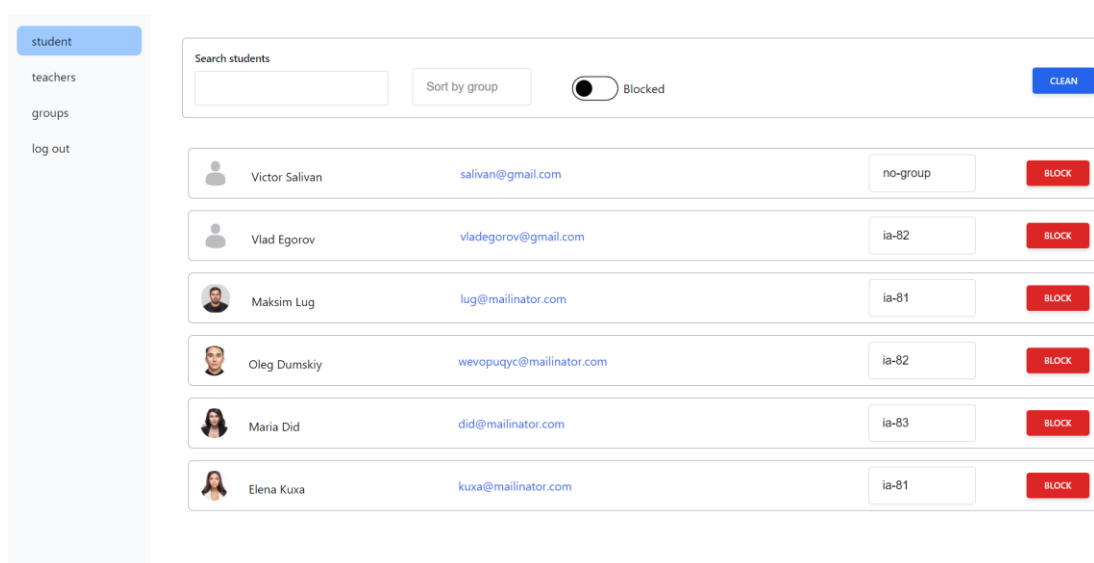 student
teachers
groups
log out
Search students
Sort by group
Blocked
CLEAN
Victor Salivan salivan@gmail.com no-group BLOCK
Vlad Egorov vladegorov@gmail.com ia-82 BLOCK
Maksim Lug lug@mailinator.com ia-81 BLOCK
Oleg Dumskiy wevopuqyc@mailinator.com ia-82 BLOCK
Maria Did did@mailinator.com ia-83 BLOCK
Elena Kuxa kuxa@mailinator.com ia-81 BLOCK